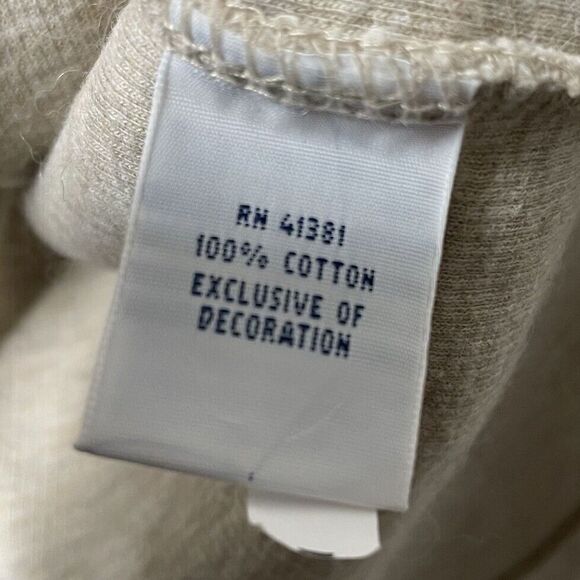 RN 41381
100% COTTON
EXCLUSIVE OF
DECORATION